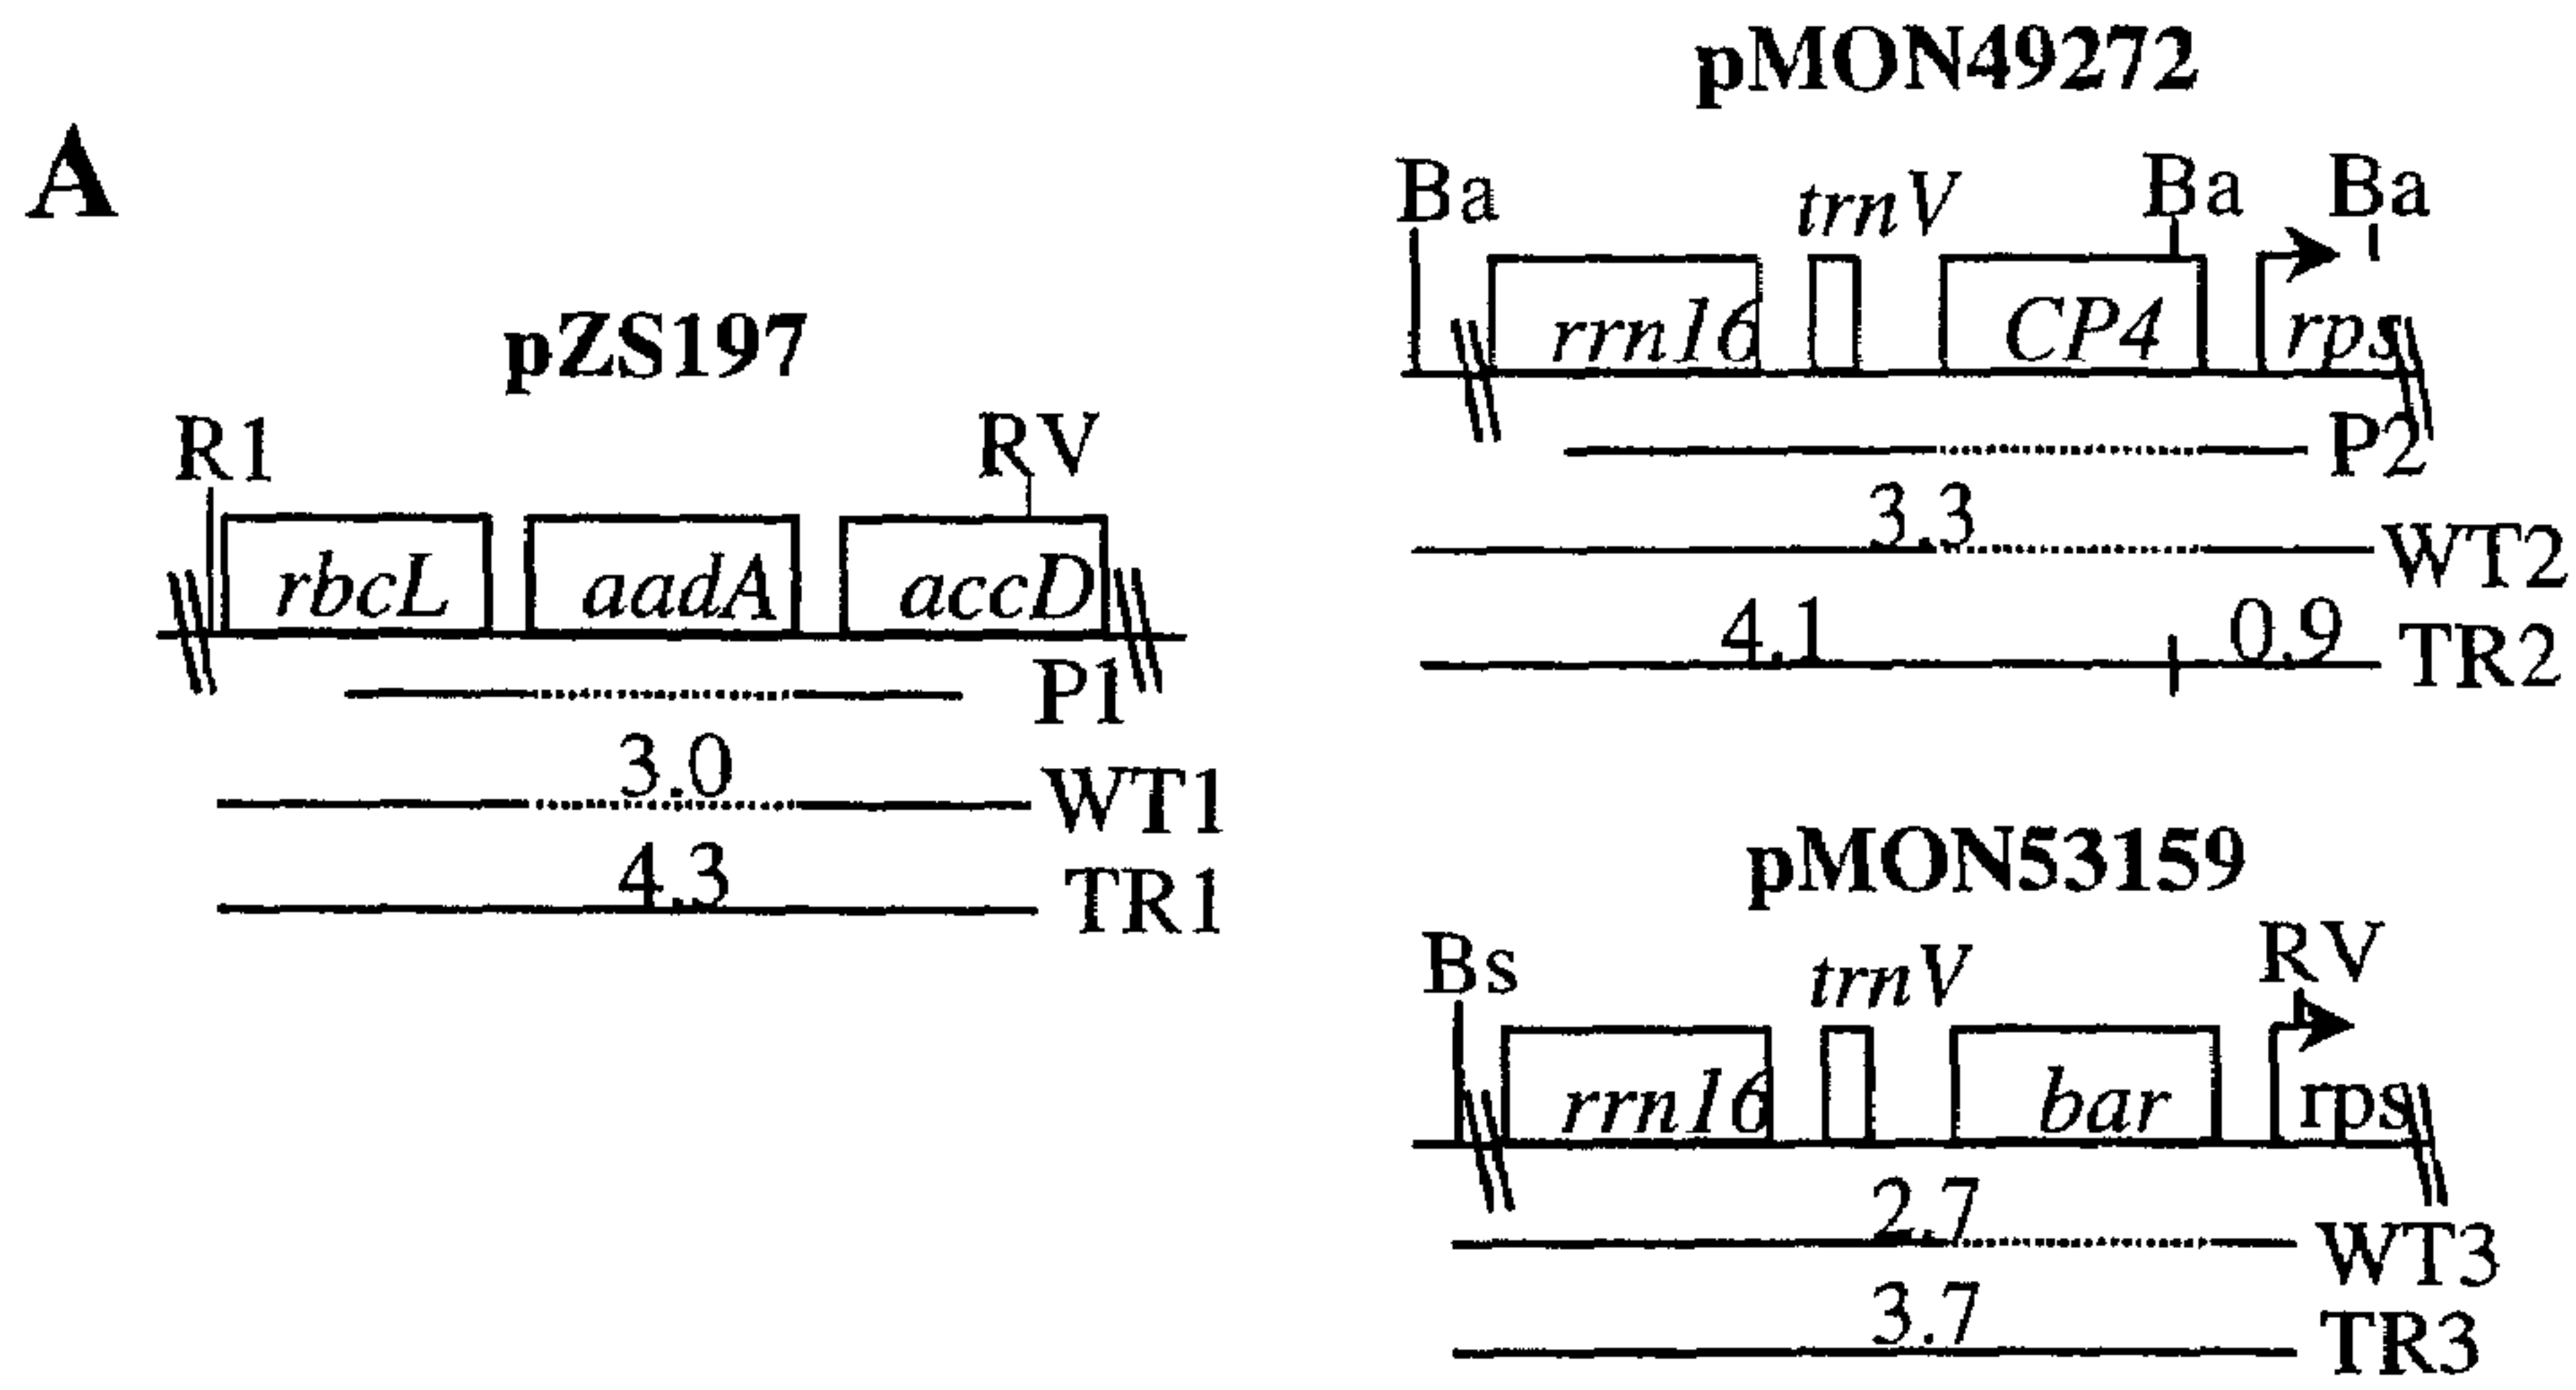 A
pZS197
R1 RV
rbcL aadA accD
P1
3.0
WT1
4.3
TR1
pMON49272
Ba trnV Ba Ba
rrn16 CP4 rps
P2
3.3
WT2
4.1 0.9
TR2
pMON53159
Bs trnV RV
rrn16 bar rps
2.7
WT3
3.7
TR3